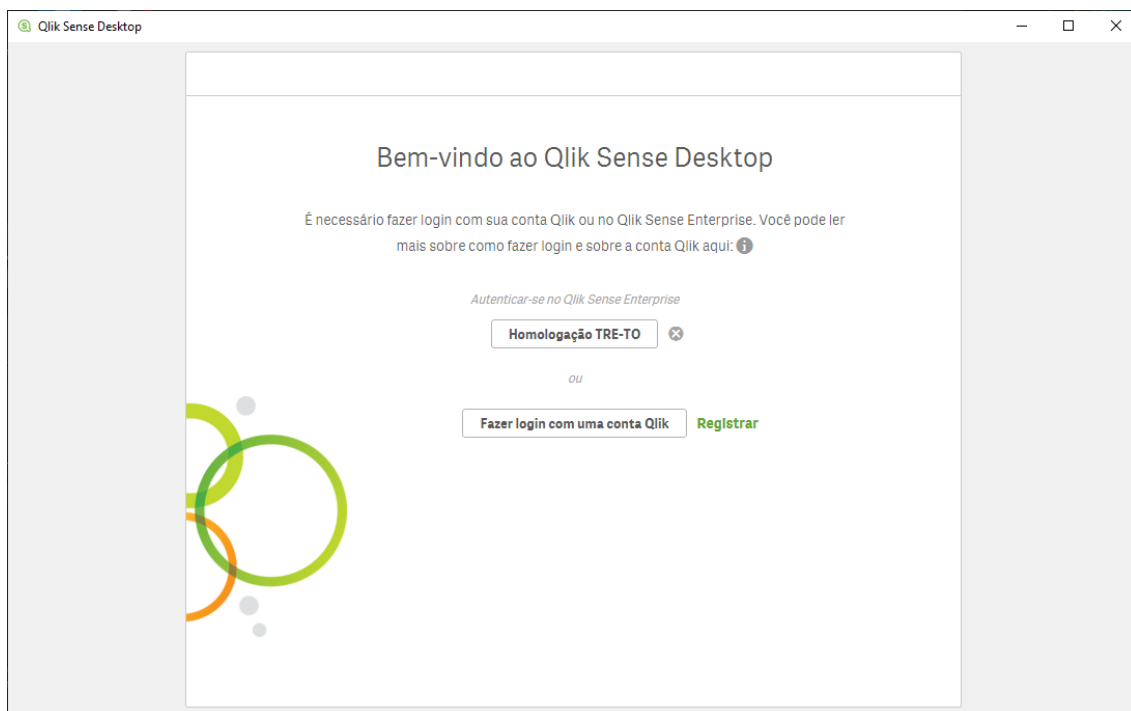 Qlik Sense Desktop
Bem-vindo ao Qlik Sense Desktop
É necessário fazer login com sua conta Qlik ou no Qlik Sense Enterprise. Você pode ler
mais sobre como fazer login e sobre a conta Qlik aqui:
Autenticar-se no Qlik Sense Enterprise
Homologação TRE-TO
ou
Fazer login com uma conta Qlik Registrar